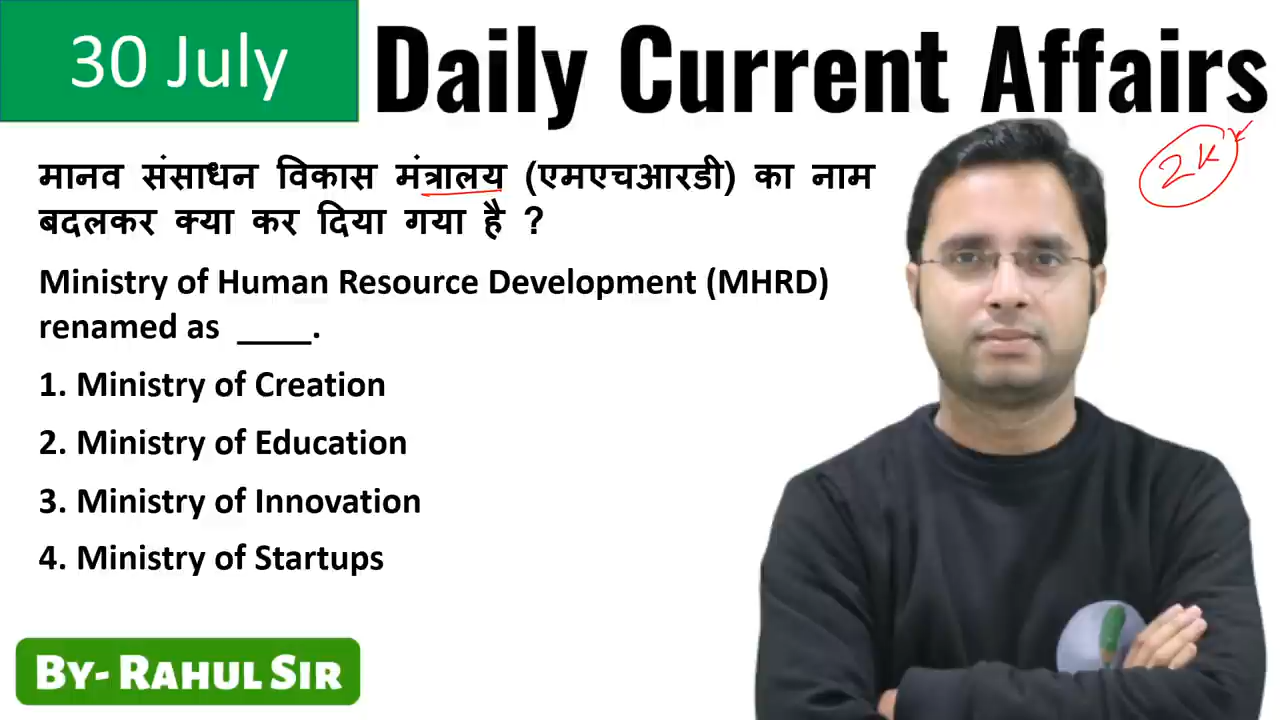 30 July
Daily Current Affairs
2K
मानव संसाधन विकास मंत्रालय (एमएचआरडी) का नाम
बदलकर क्या कर दिया गया है ?
Ministry of Human Resource Development (MHRD)
renamed as ____.
1. Ministry of Creation
2. Ministry of Education
3. Ministry of Innovation
4. Ministry of Startups
By- Rahul Sir